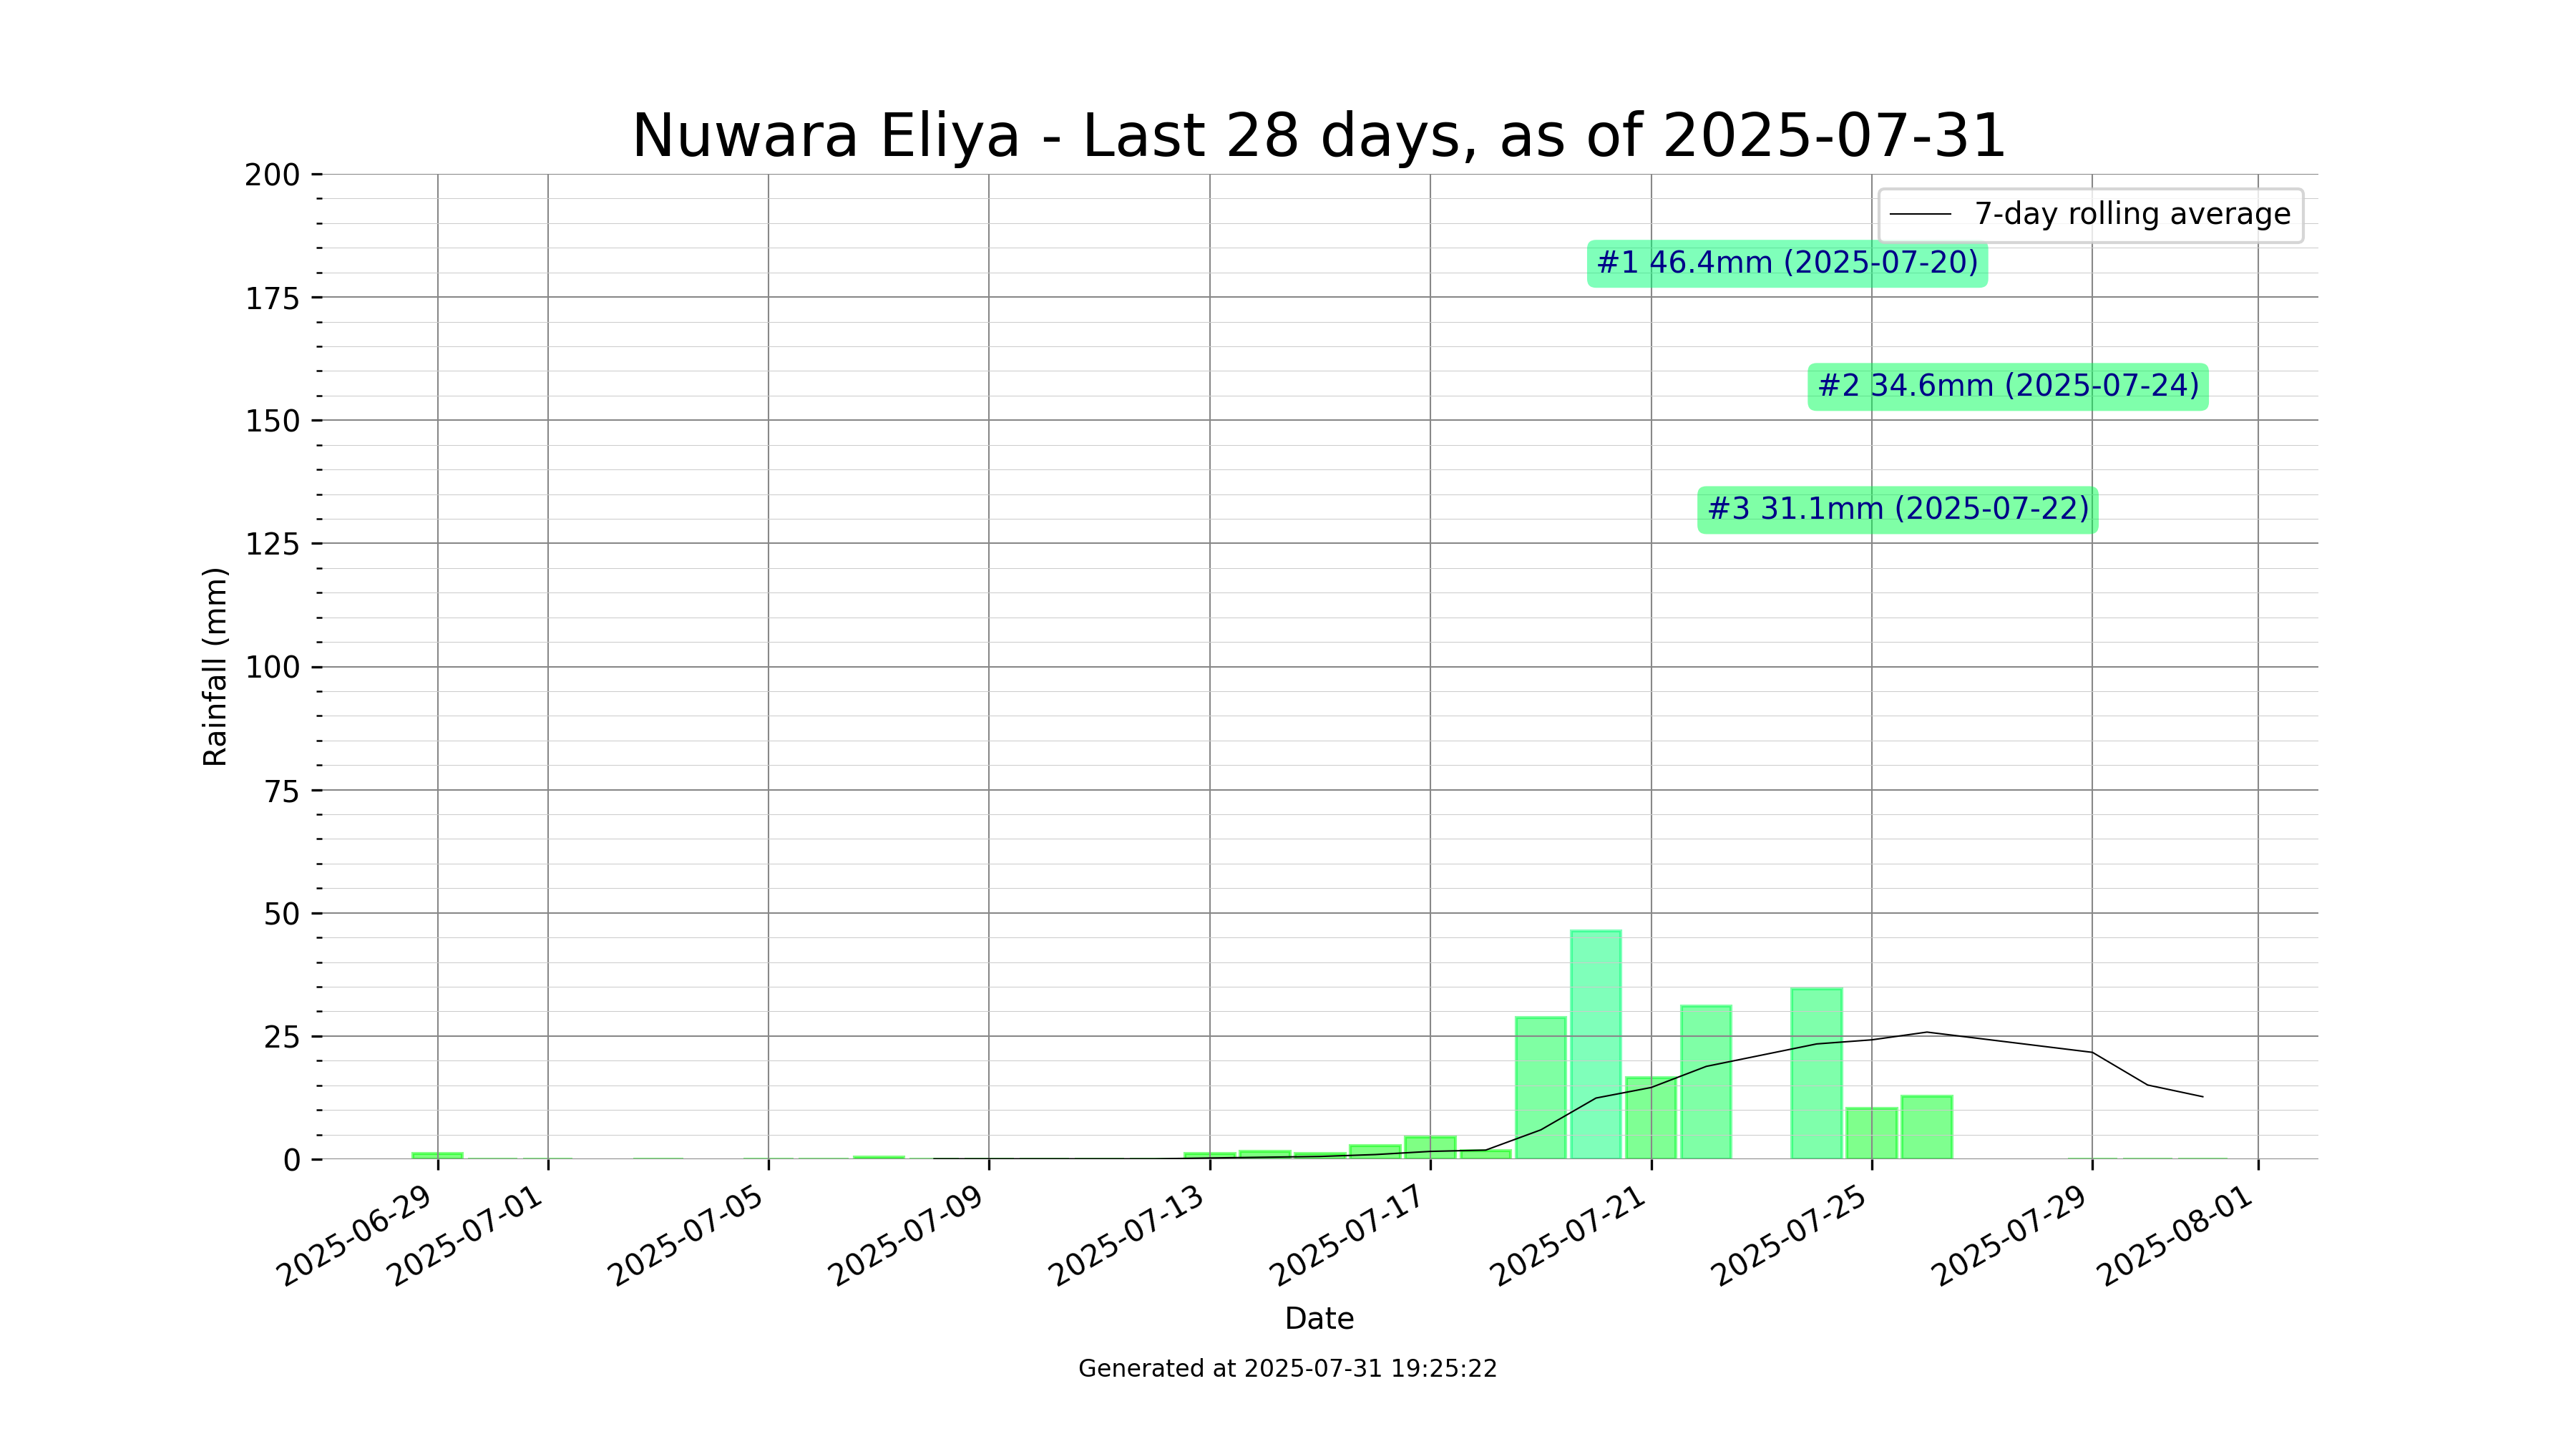 Nuwara Eliya - Last 28 days, as of 2025-07-31
200
175
150
125
100
75
50
25
0
Rainfall (mm)
7-day rolling average
#1 46.4mm (2025-07-20)
#2 34.6mm (2025-07-24)
#3 31.1mm (2025-07-22)
2025-06-29
2025-07-01
2025-07-05
2025-07-09
2025-07-13
2025-07-17
2025-07-21
2025-07-25
2025-07-29
2025-08-01
Date
Generated at 2025-07-31 19:25:22